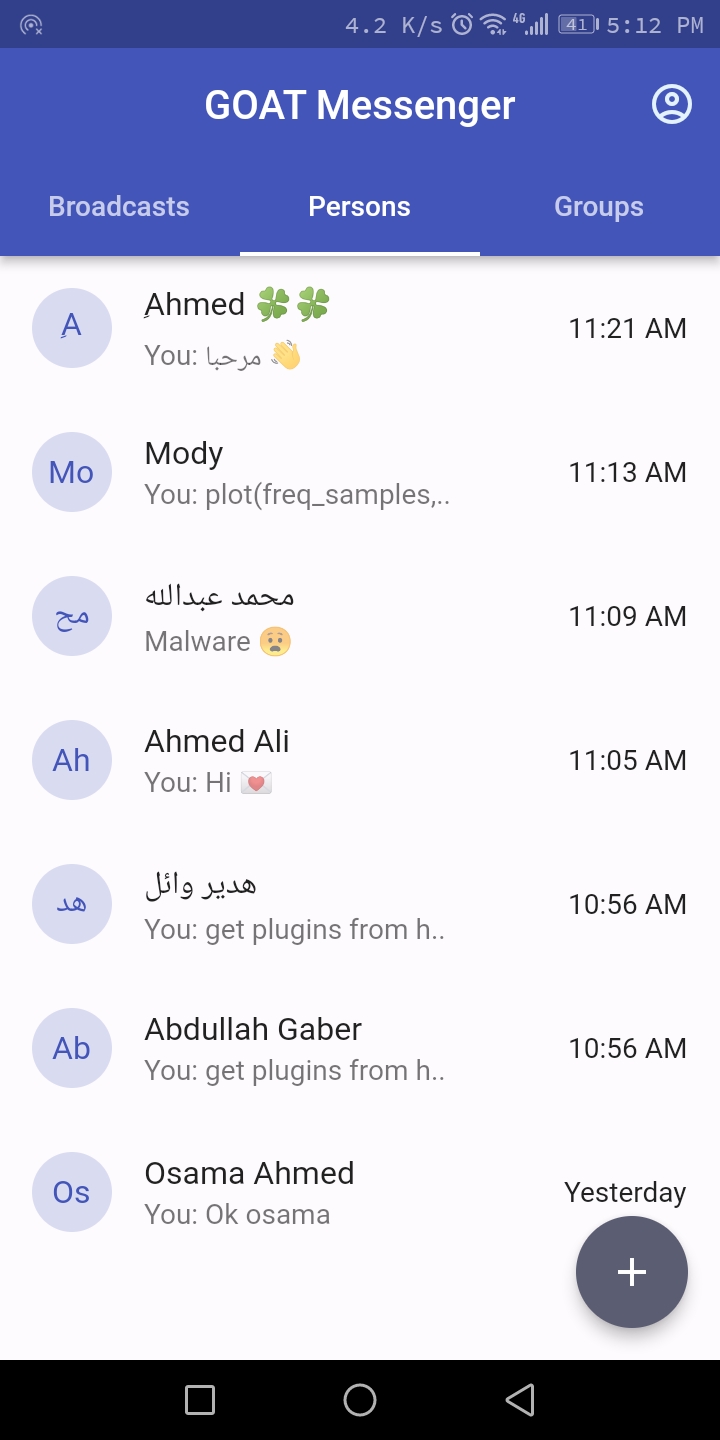 4.2 K/s 4G 41 5:12 PM
GOAT Messenger
Broadcasts Persons Groups
Aِ
Aِhmed 🍀🍀
You: مرحبا 👋
11:21 AM
Mo
Mody
You: plot(freq_samples,..
11:13 AM
مح
محمد عبدالله
Malware 😧
11:09 AM
Ah
Ahmed Ali
You: Hi 💌
11:05 AM
هد
هدير وائل
You: get plugins from h..
10:56 AM
Ab
Abdullah Gaber
You: get plugins from h..
10:56 AM
Os
Osama Ahmed
You: Ok osama
Yesterday
+